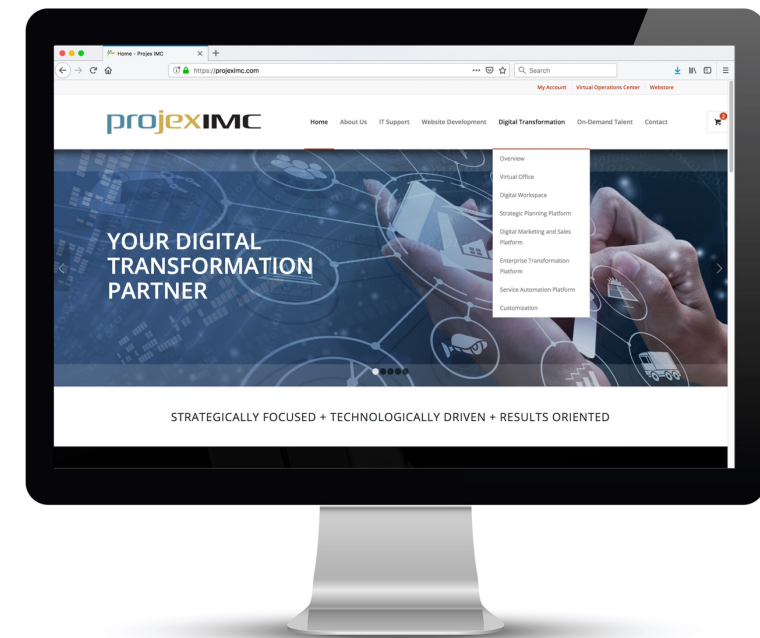 Home - Projex IMC
https://projeximc.com
Search
My Account Virtual Operations Center Webstore
projexIMC
Home About Us IT Support Website Development Digital Transformation On-Demand Talent Contact
2
Overview
Virtual Office
Digital Workspace
Strategic Planning Platform
Digital Marketing and Sales
Platform
Enterprise Transformation
Platform
Service Automation Platform
Customization
YOUR DIGITAL
TRANSFORMATION
PARTNER
STRATEGICALLY FOCUSED + TECHNOLOGICALLY DRIVEN + RESULTS ORIENTED